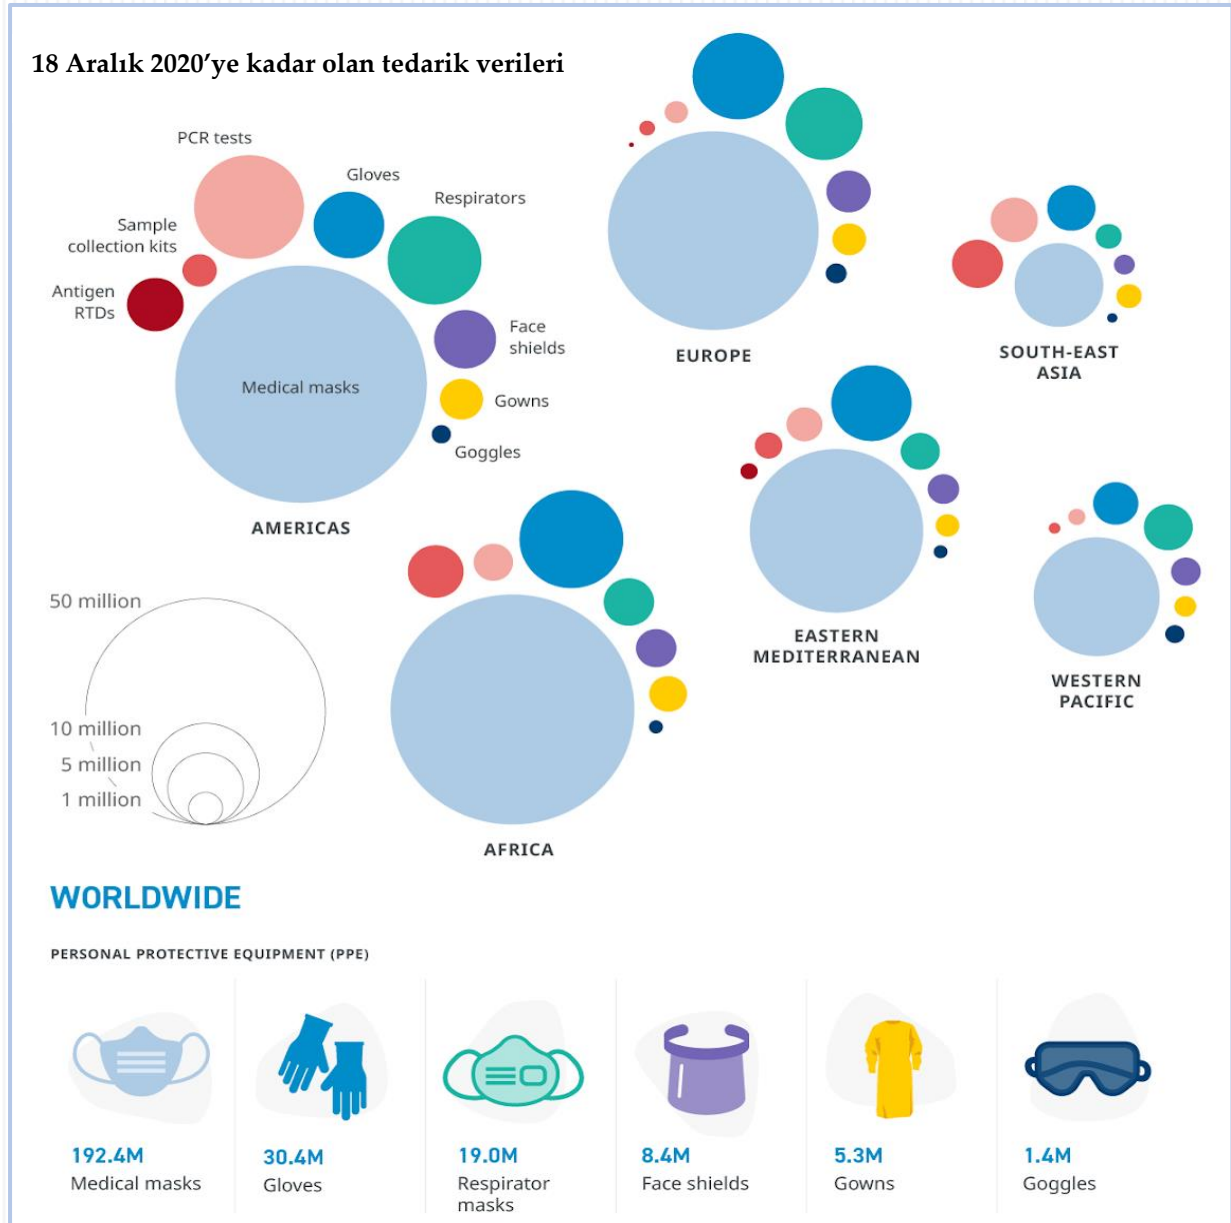 18 Aralık 2020’ye kadar olan tedarik verileri
PCR tests
Gloves
Respirators
Sample
collection kits
Antigen
RTDs
Face
shields
Medical masks
Gowns
Goggles
AMERICAS
EUROPE
SOUTH-EAST
ASIA
EASTERN
MEDITERRANEAN
WESTERN
PACIFIC
AFRICA
50 million
10 million
5 million
1 million
WORLDWIDE
PERSONAL PROTECTIVE EQUIPMENT (PPE)
192.4M
Medical masks
30.4M
Gloves
19.0M
Respirator
masks
8.4M
Face shields
5.3M
Gowns
1.4M
Goggles